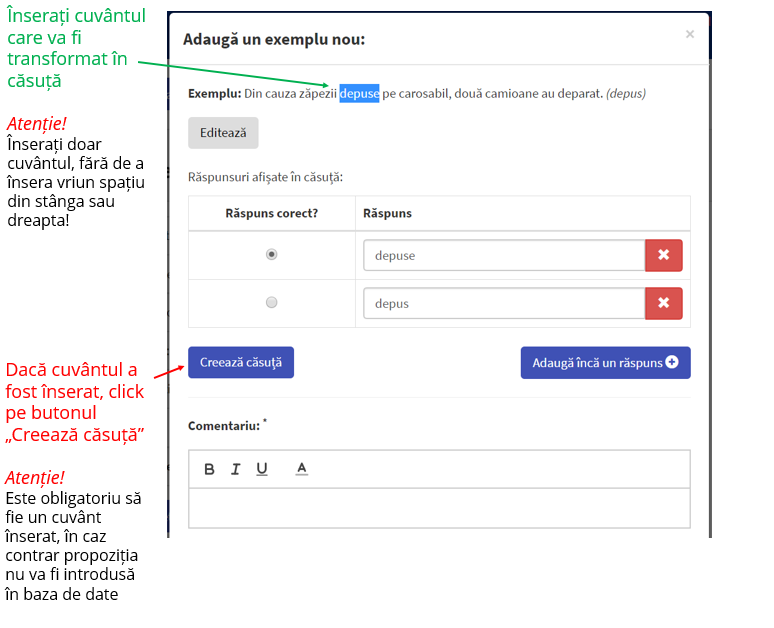 Înserați cuvântul
care va fi
transformat în
căsuță
Atenție!
Înserați doar
cuvântul, fără de a
însera vriun spațiu
din stânga sau
dreapta!
Dacă cuvântul a
fost înserat, click
pe butonul
„Creează căsuță”
Atenție!
Este obligatoriu să
fie un cuvânt
înserat, în caz
contrar propoziția
nu va fi introdusă
în baza de date
Adaugă un exemplu nou:
×
Exemplu: Din cauza zăpezii depuse pe carosabil, două camioane au deparat. (depus)
Editează
Răspunsuri afișate în căsuță:
Răspuns corect? Răspuns
depuse
depus
Creează căsuță
Adaugă încă un răspuns
Comentariu: *
B I U A